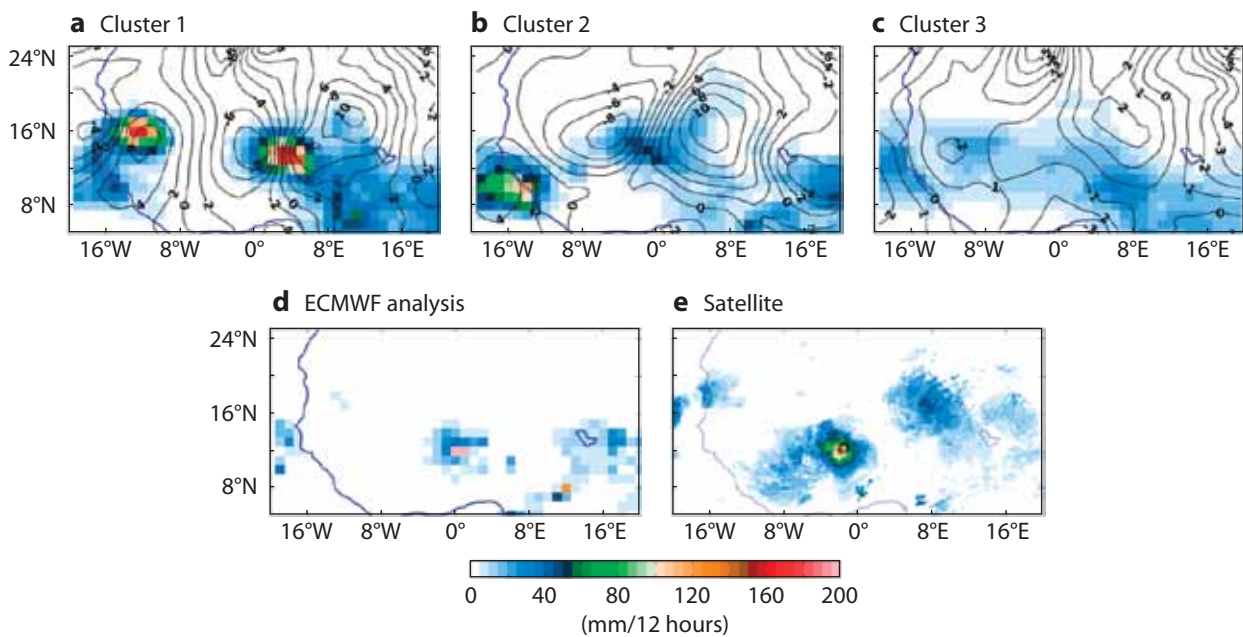 a Cluster 1
b Cluster 2
c Cluster 3
24°N
16°N
8°N
16°W 8°W 0° 8°E 16°E
16°W 8°W 0° 8°E 16°E
16°W 8°W 0° 8°E 16°E
d ECMWF analysis
e Satellite
24°N
16°N
8°N
16°W 8°W 0° 8°E 16°E
16°W 8°W 0° 8°E 16°E
0 40 80 120 160 200
(mm/12 hours)